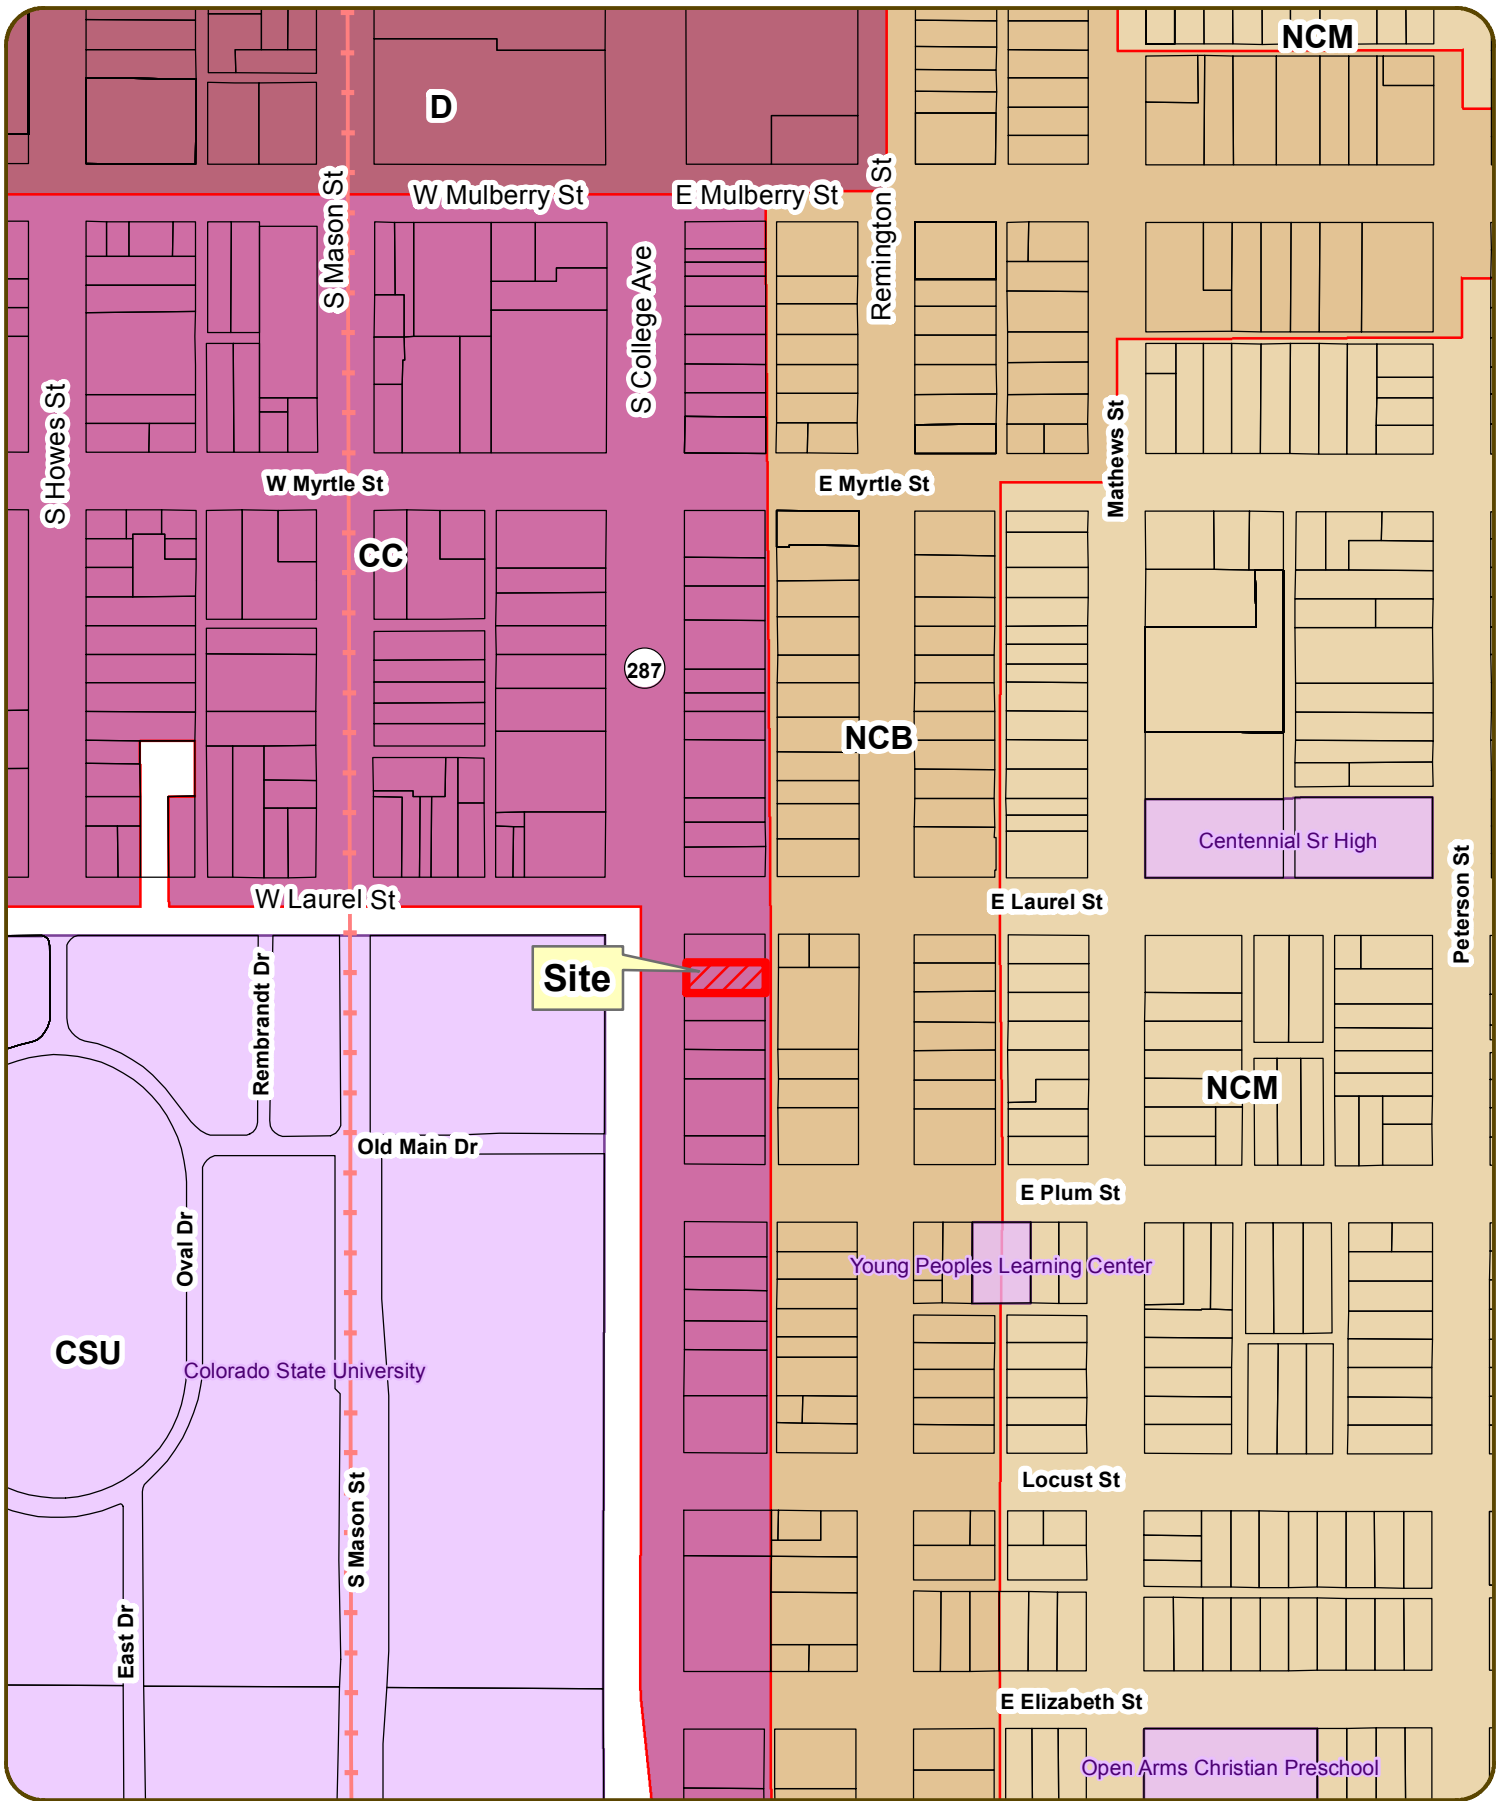 NCM
D
W Mulberry St
E Mulberry St
S Mason St
Remington St
S College Ave
S Howes St
Mathews St
W Myrtle St
E Myrtle St
CC
287
NCB
Centennial Sr High
Peterson St
W Laurel St
E Laurel St
Site
Rembrandt Dr
NCM
Old Main Dr
E Plum St
Oval Dr
Young Peoples Learning Center
CSU
Colorado State University
Locust St
S Mason St
East Dr
E Elizabeth St
Open Arms Christian Preschool